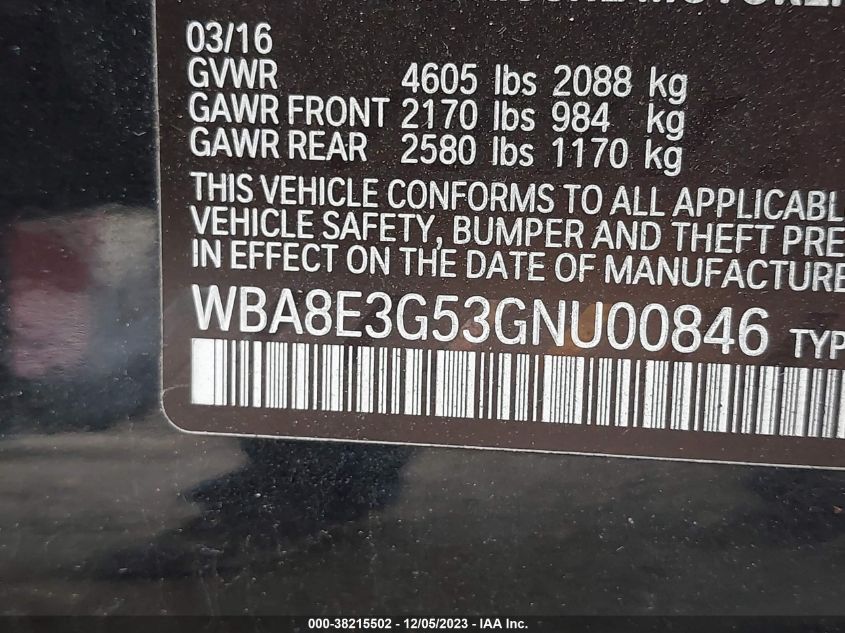 03/16
GVWR 4605 lbs 2088 kg
GAWR FRONT 2170 lbs 984 kg
GAWR REAR 2580 lbs 1170 kg
THIS VEHICLE CONFORMS TO ALL APPLICABL
VEHICLE SAFETY, BUMPER AND THEFT PRE
IN EFFECT ON THE DATE OF MANUFACTURE
WBA8E3G53GNU00846 TYP
000-38215502 - 12/05/2023 - IAA Inc.